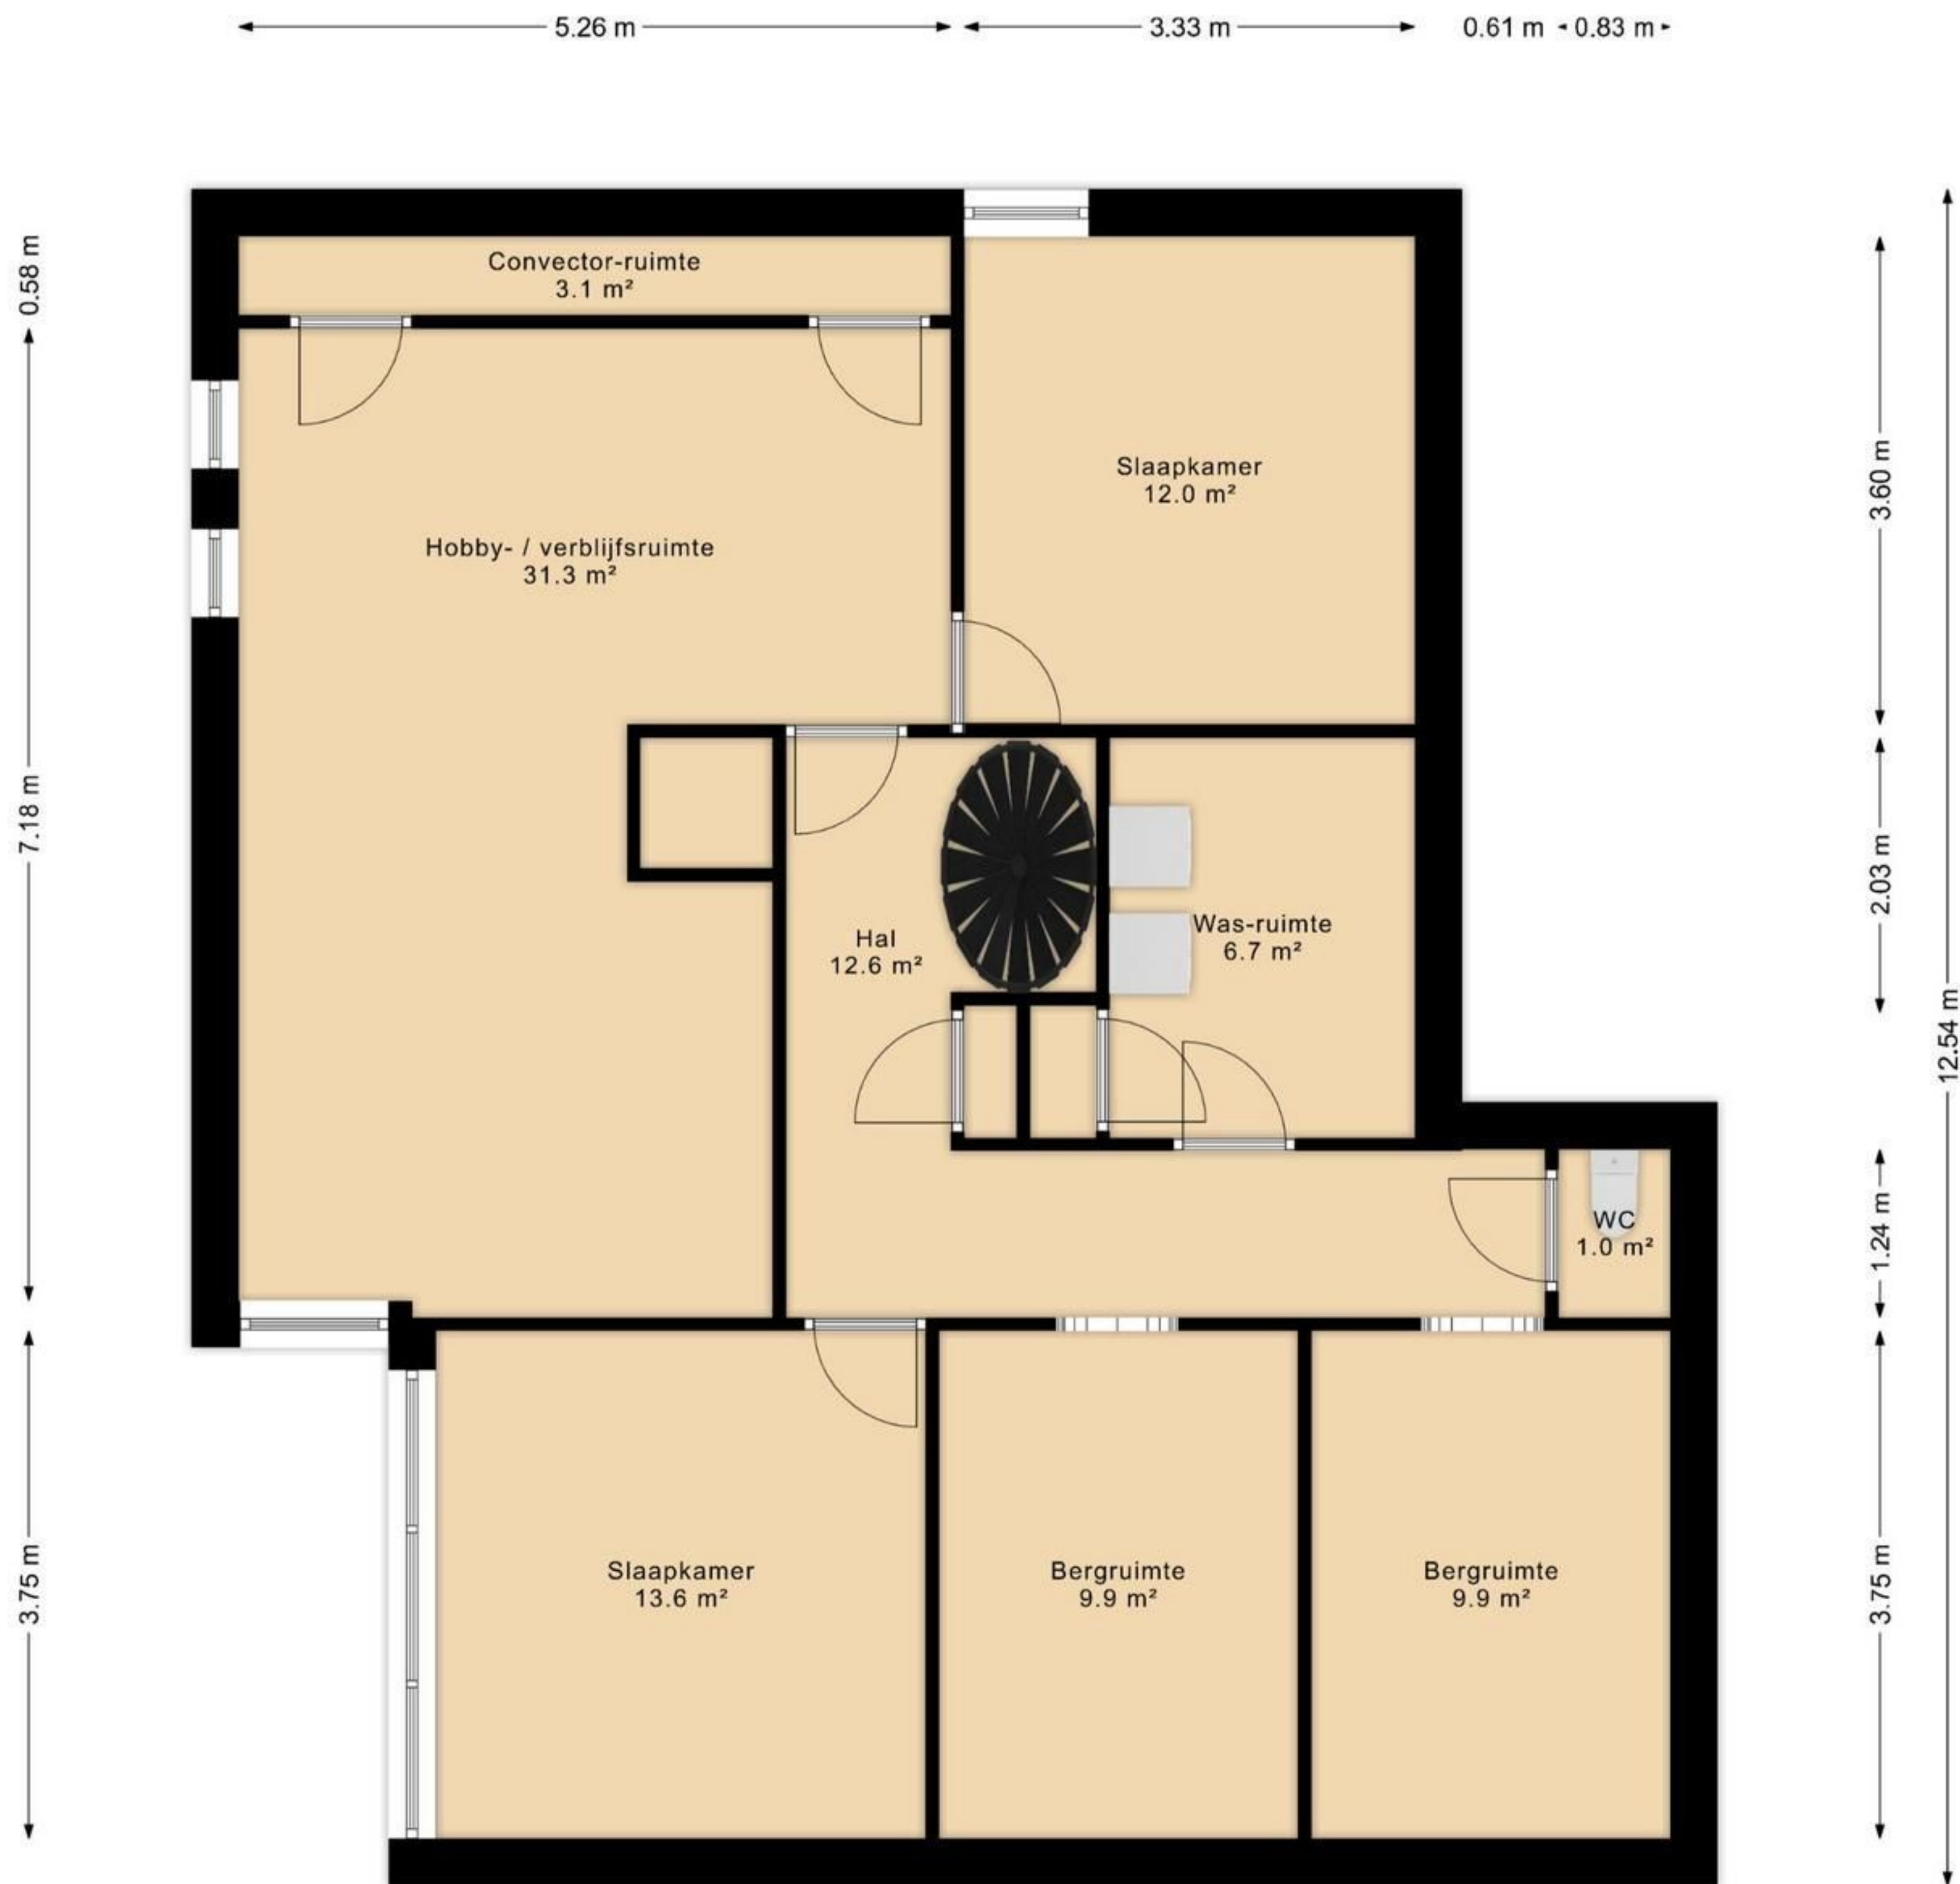 5.26 m
3.33 m
0.61 m
0.83 m
0.58 m
7.18 m
3.75 m
Convector-ruimte
3.1 m²
Slaapkamer
12.0 m²
Hobby- / verblijfsruimte
31.3 m²
Hal
12.6 m²
Was-ruimte
6.7 m²
WC
1.0 m²
Slaapkamer
13.6 m²
Bergruimte
9.9 m²
Bergruimte
9.9 m²
3.60 m
2.03 m
1.24 m
3.75 m
12.54 m